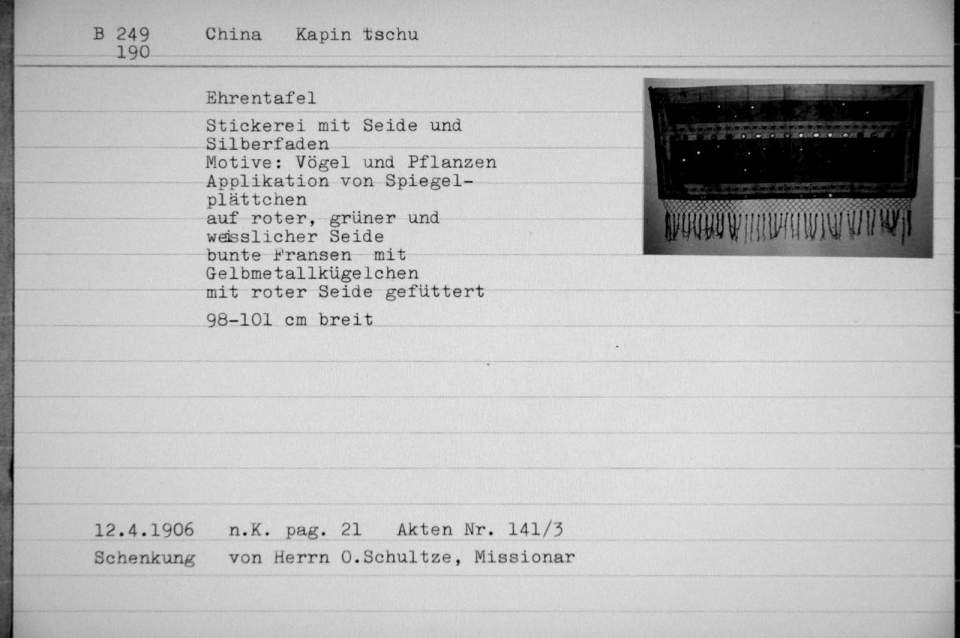 B 249 China Kapin tschu
190
Ehrentafel
Stickerei mit Seide und
Silberfaden
Motive: Vögel und Pflanzen
Applikation von Spiegel-
plättchen
auf roter, grüner und
weisslicher Seide
bunte Fransen mit
Gelbmetallkügelchen
mit roter Seide gefüttert
98-101 cm breit
12.4.1906 n.K. pag. 21 Akten Nr. 141/3
Schenkung von Herrn O.Schultze, Missionar